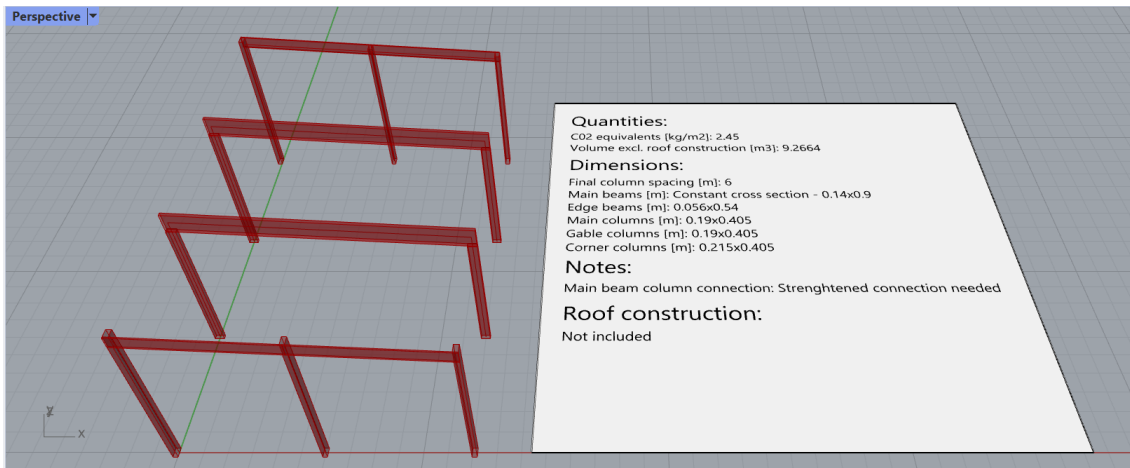 Perspective
Quantities:
C02 equivalents [kg/m2]: 2.45
Volume excl. roof construction [m3]: 9.2664
Dimensions:
Final column spacing [m]: 6
Main beams [m]: Constant cross section - 0.14x0.9
Edge beams [m]: 0.056x0.54
Main columns [m]: 0.19x0.405
Gable columns [m]: 0.19x0.405
Corner columns [m]: 0.215x0.405
Notes:
Main beam column connection: Strenghtened connection needed
Roof construction:
Not included
x